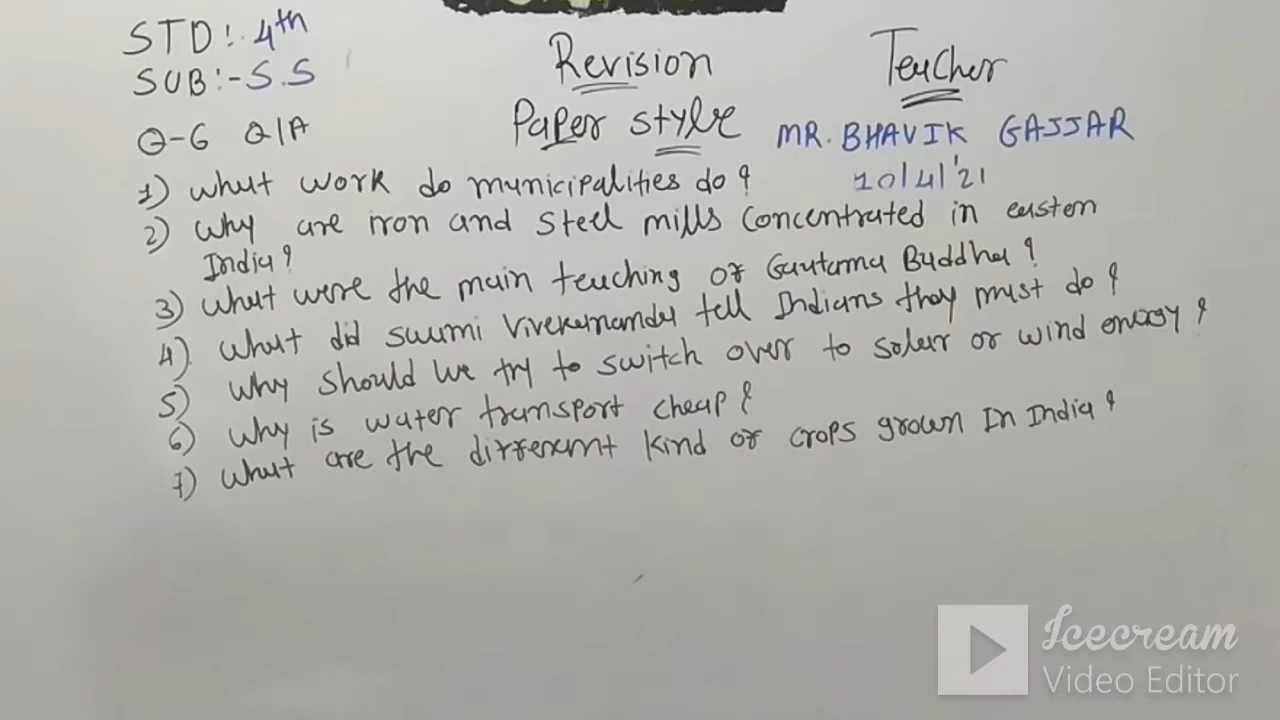 STD: 4th
SUB:- S.S
Revision
Teacher
Q-6 Q/A
Paper style
MR. BHAVIK GAJJAR
10/4/'21
1) What work do municipalities do?
2) Why are iron and steel mills concentrated in eastern
India?
3) What were the main teaching of Gautama Buddha?
4) What did Swami Vivekananda tell Indians they must do?
5) Why should we try to switch over to solar or wind energy?
6) Why is water transport cheap?
7) What are the different kind of crops grown In India?
Icecream
Video Editor